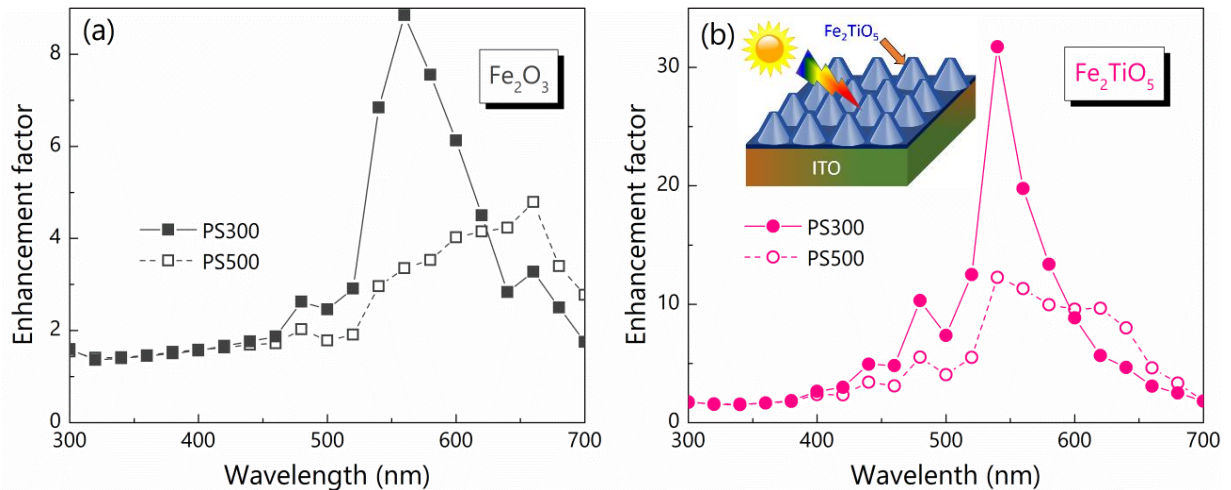 (a)
Fe₂O₃
Enhancement factor
8
6
4
2
0
PS300
PS500
300
400
500
600
700
Wavelength (nm)
(b)
Fe₂TiO₅
Fe₂TiO₅
ITO
Enhancement factor
30
20
10
0
PS300
PS500
300
400
500
600
700
Wavelenth (nm)